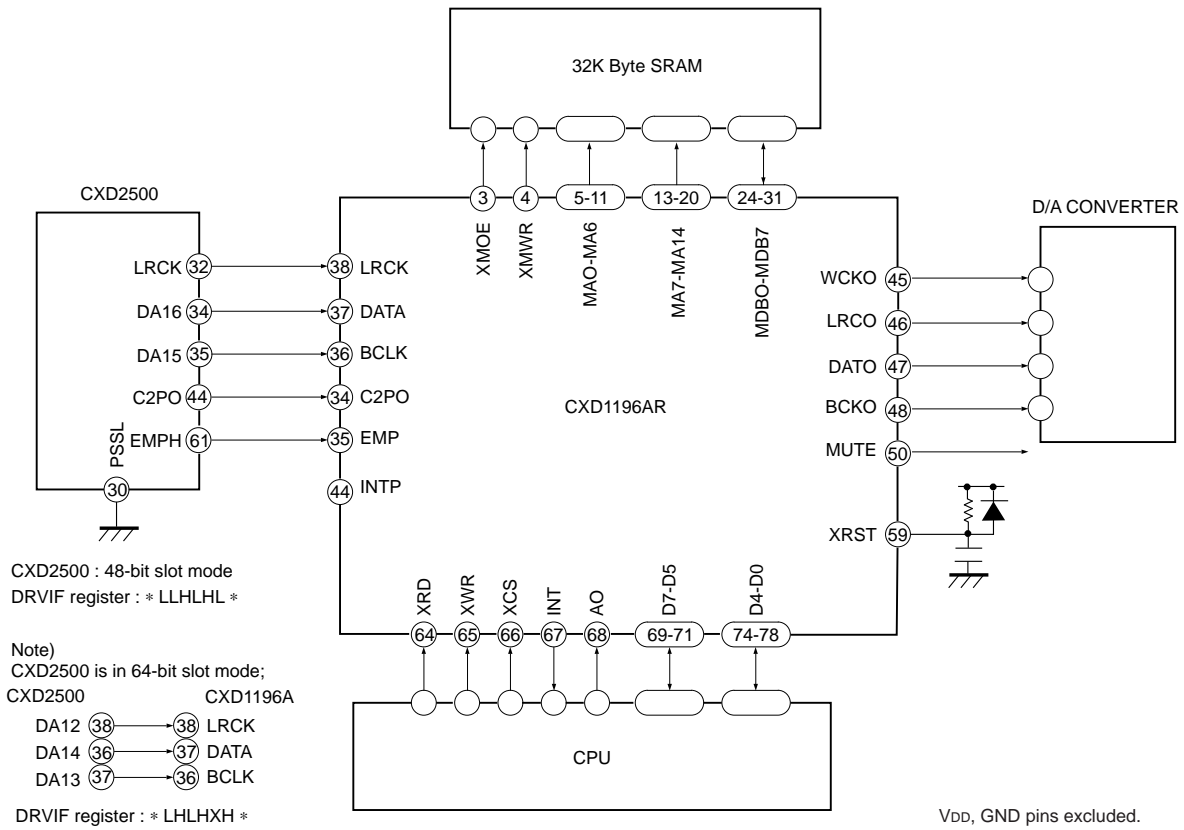 32K Byte SRAM
3 4 5-11 13-20 24-31
XMOE
XMWR
MAO-MA6
MA7-MA14
MDBO-MDB7
CXD2500
LRCK 32
DA16 34
DA15 35
C2PO 44
EMPH 61
PSSL
30
38 LRCK
37 DATA
36 BCLK
34 C2PO
35 EMP
44 INTP
CXD1196AR
D/A CONVERTER
WCKO 45
LRCO 46
DATO 47
BCKO 48
MUTE 50
XRST 59
CXD2500 : 48-bit slot mode
DRVIF register : * LLHLHL *
XRD
XWR
XCS
INT
AO
D7-D5
D4-D0
64 65 66 67 68 69-71 74-78
CPU
Note)
CXD2500 is in 64-bit slot mode;
CXD2500 CXD1196A
DA12 38 38 LRCK
DA14 36 37 DATA
DA13 37 36 BCLK
DRVIF register : * LHLHXH *
VDD, GND pins excluded.